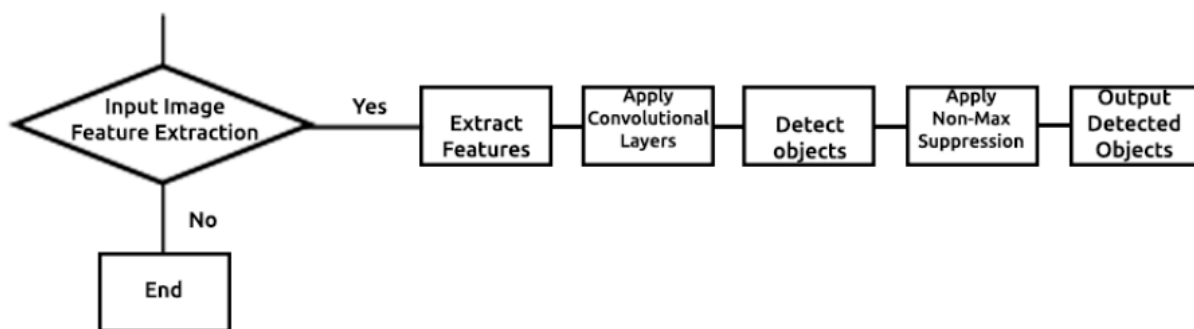 Input Image
Feature Extraction
Yes
Extract
Features
Apply
Convolutional
Layers
Detect
objects
Apply
Non-Max
Suppression
Output
Detected
Objects
No
End